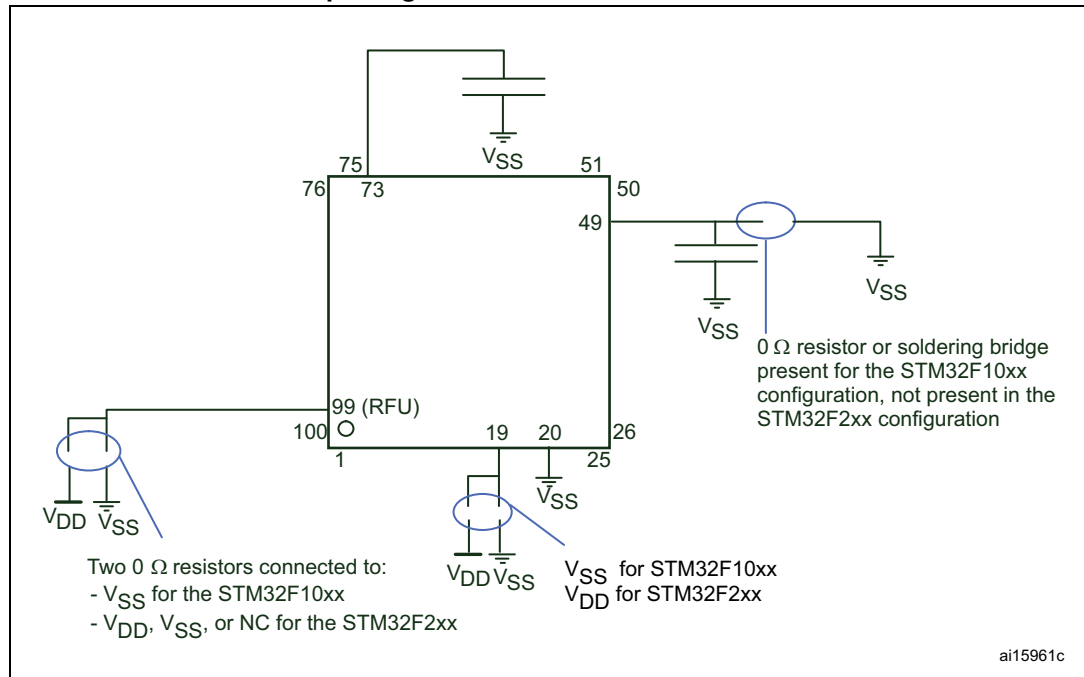 VSS
75
51
76
73
50
49
VSS
VSS
0 Ω resistor or soldering bridge
present for the STM32F10xx
configuration, not present in the
STM32F2xx configuration
99 (RFU)
100
19
20
26
1
25
VSS
VDD
VSS
Two 0 Ω resistors connected to:
- VSS for the STM32F10xx
- VDD, VSS, or NC for the STM32F2xx
VDD VSS
VSS for STM32F10xx
VDD for STM32F2xx
ai15961c